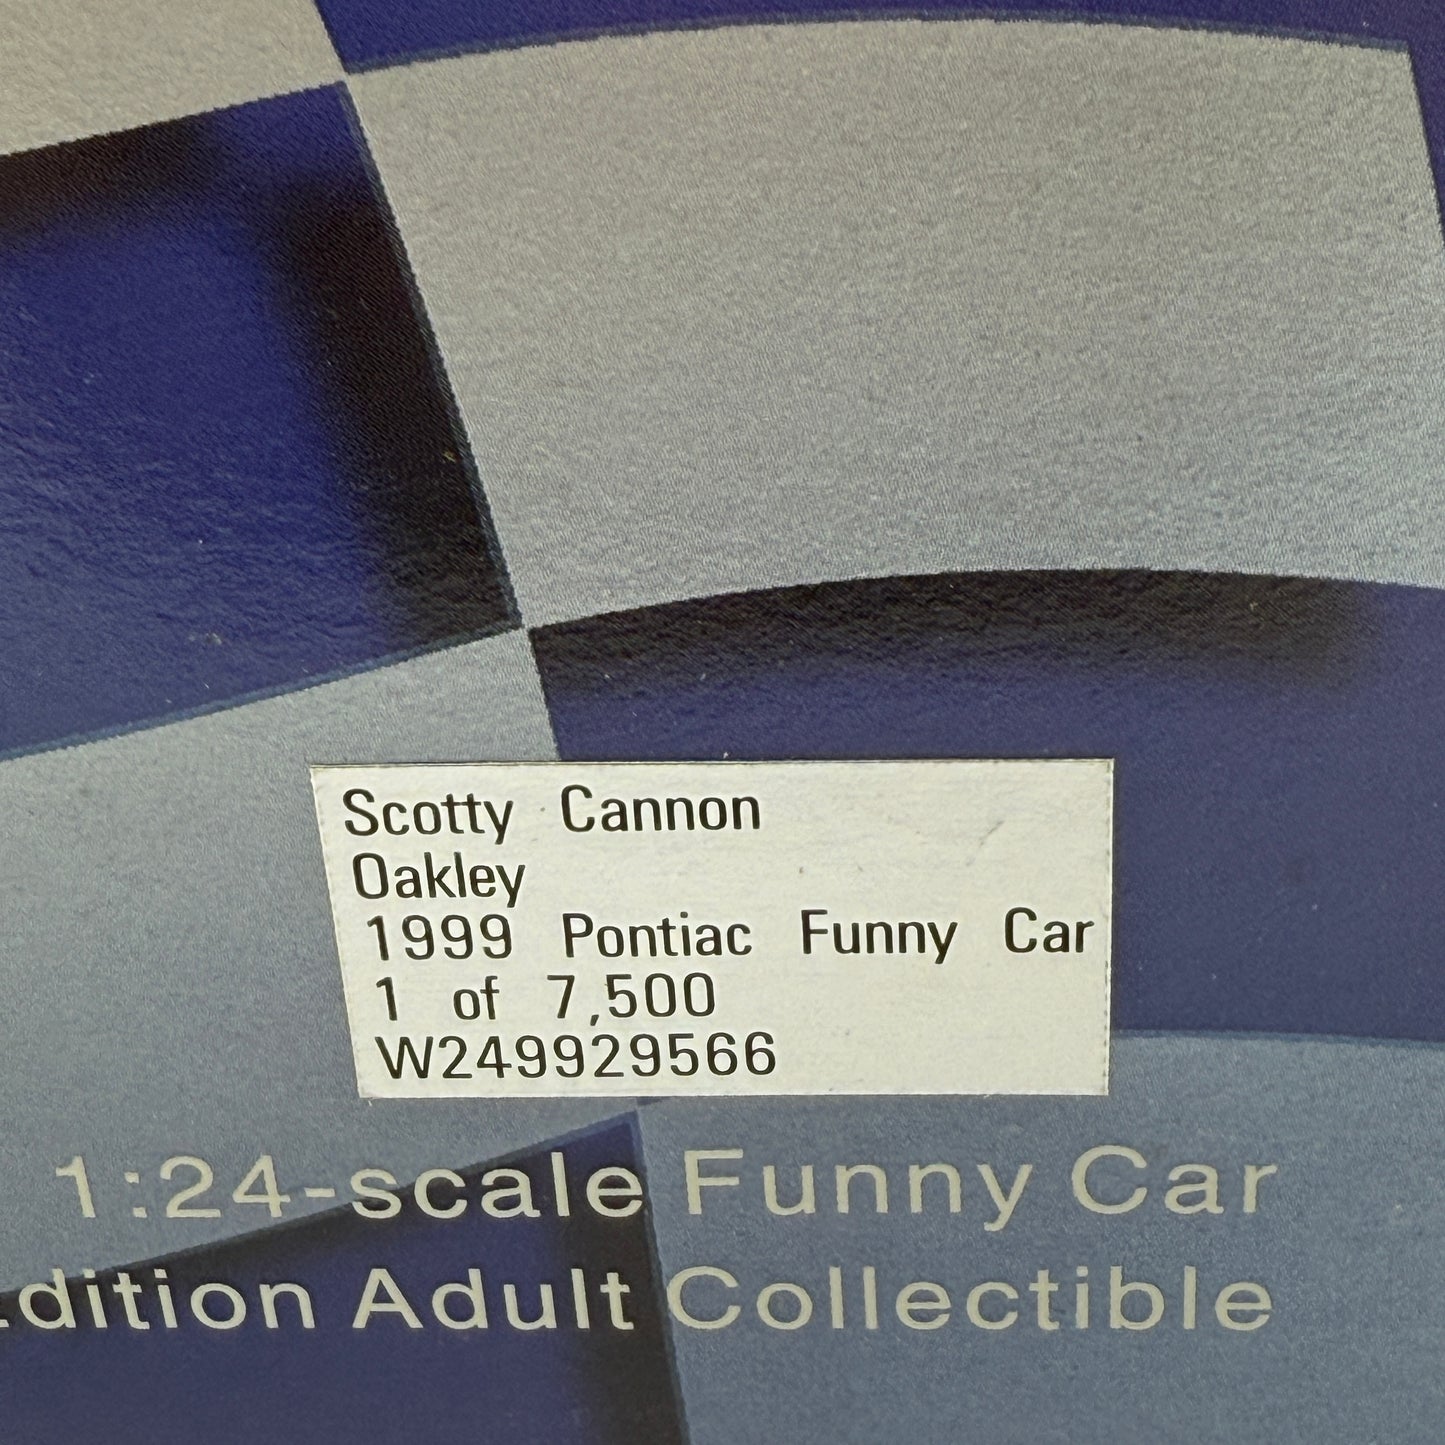 Scotty Cannon
Oakley
1999 Pontiac Funny Car
1 of 7,500
W249929566
1:24-scale Funny Car
dition Adult Collectible